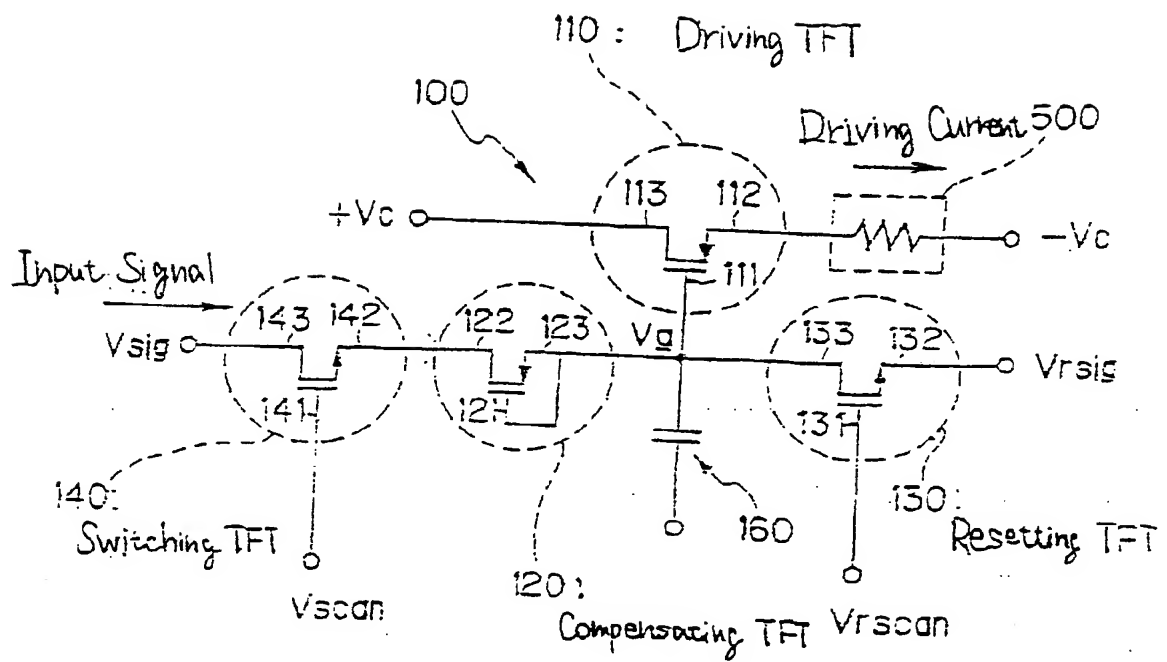 110 : Driving TFT
100
Driving Current 500
113
112
+Vc
-Vc
111
Input Signal
143
142
122
123
Va
133
132
Vsig
Vrsig
141
121
131
140:
Switching TFT
160
130:
Resetting TFT
120:
Compensating TFT
Vscan
Vrscan